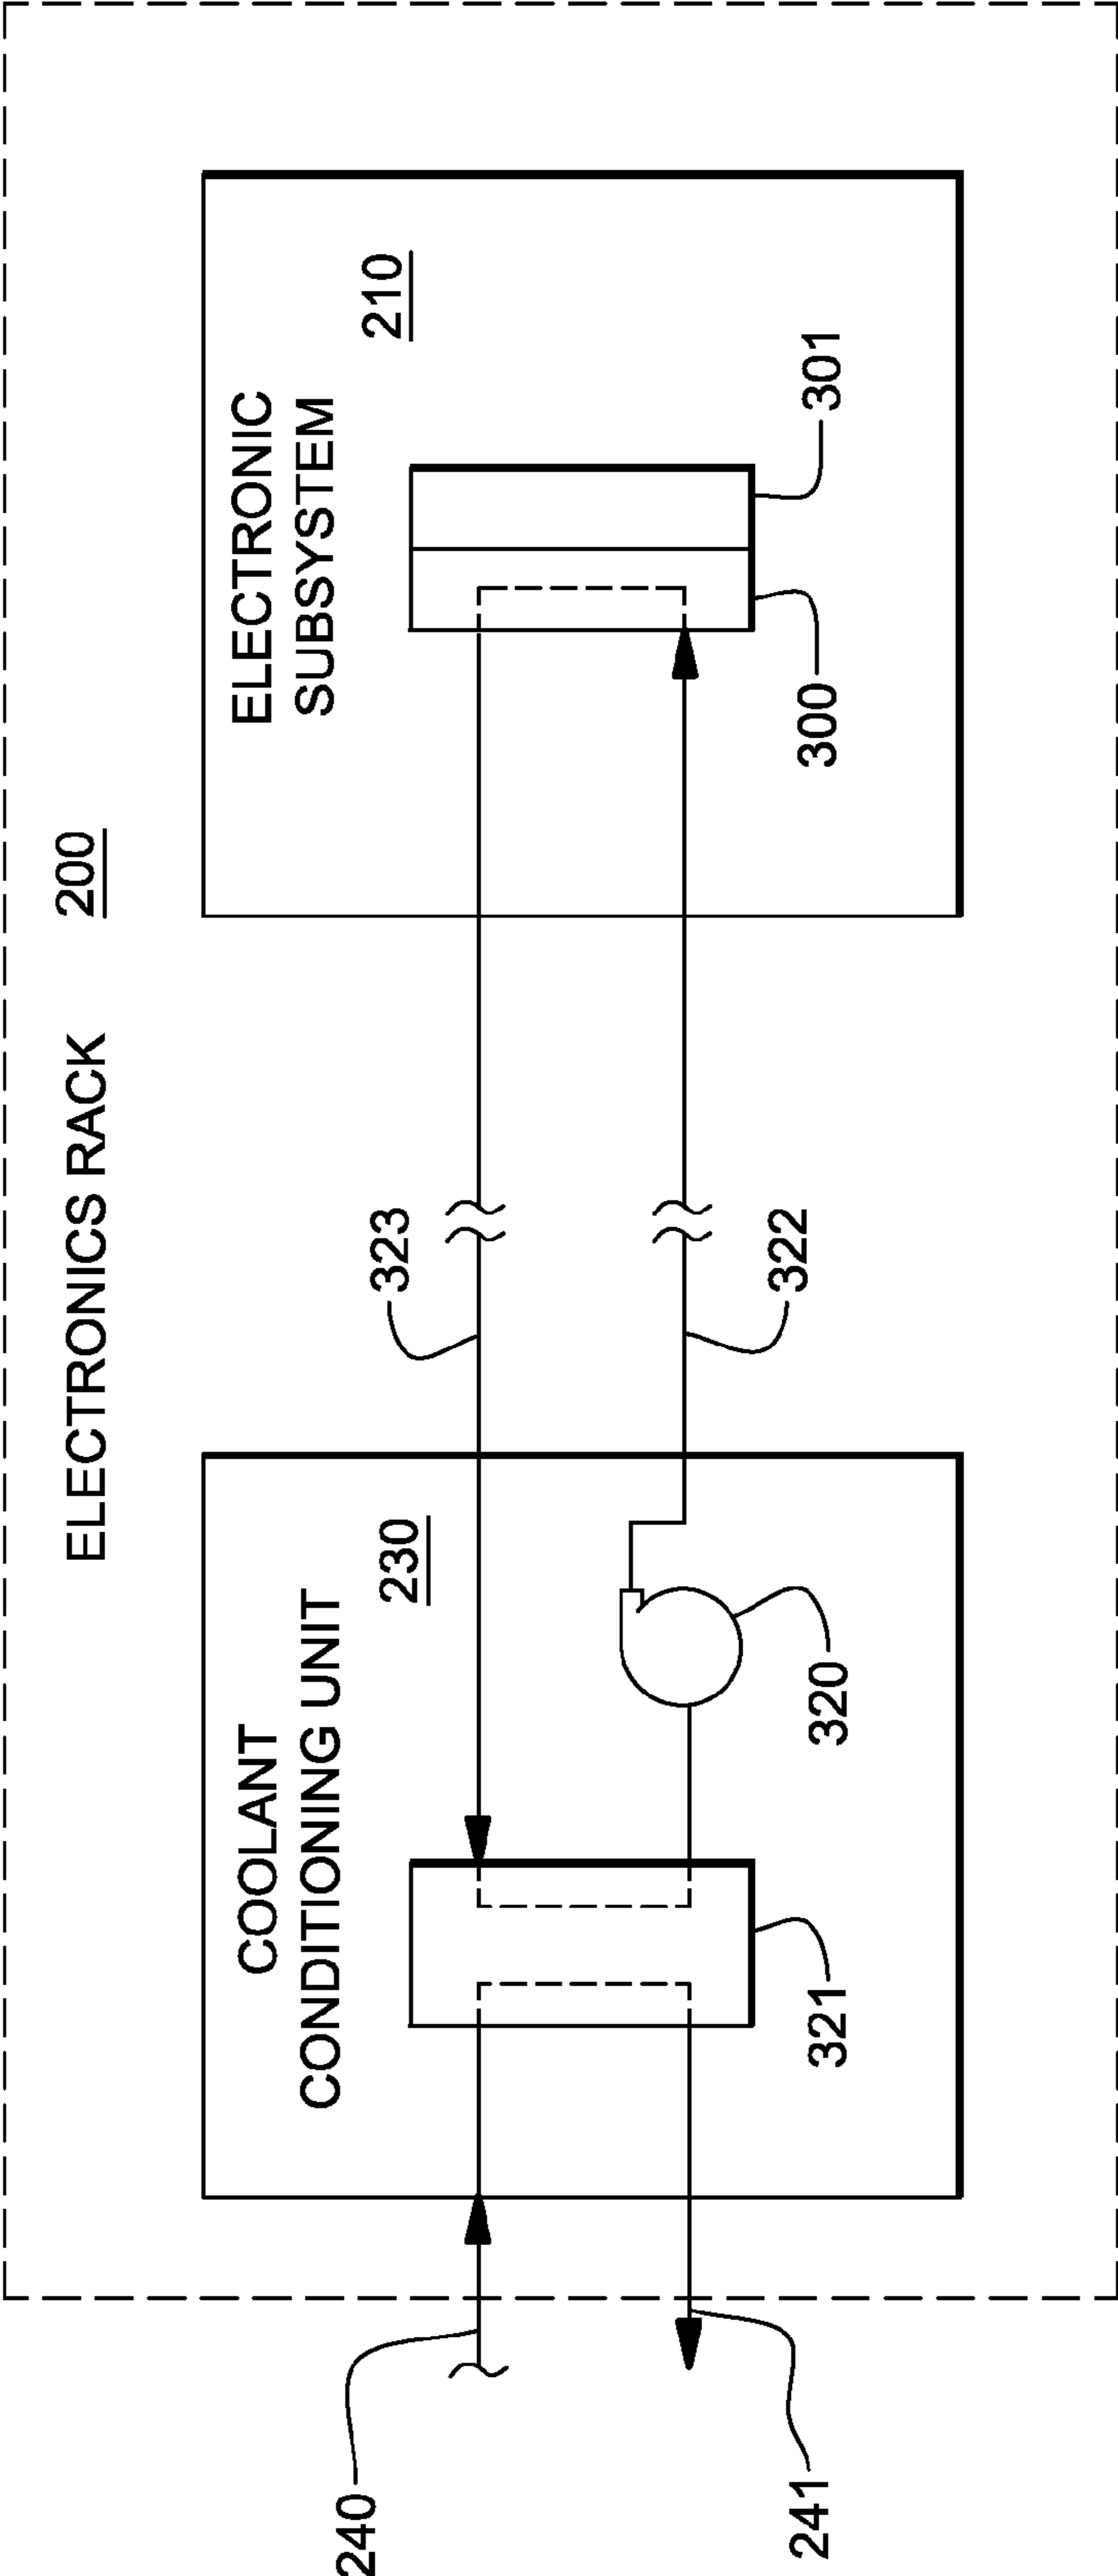 ELECTRONICS RACK 200
COOLANT
CONDITIONING UNIT
230
ELECTRONIC
SUBSYSTEM
210
240
323
241
321
320
322
300
301